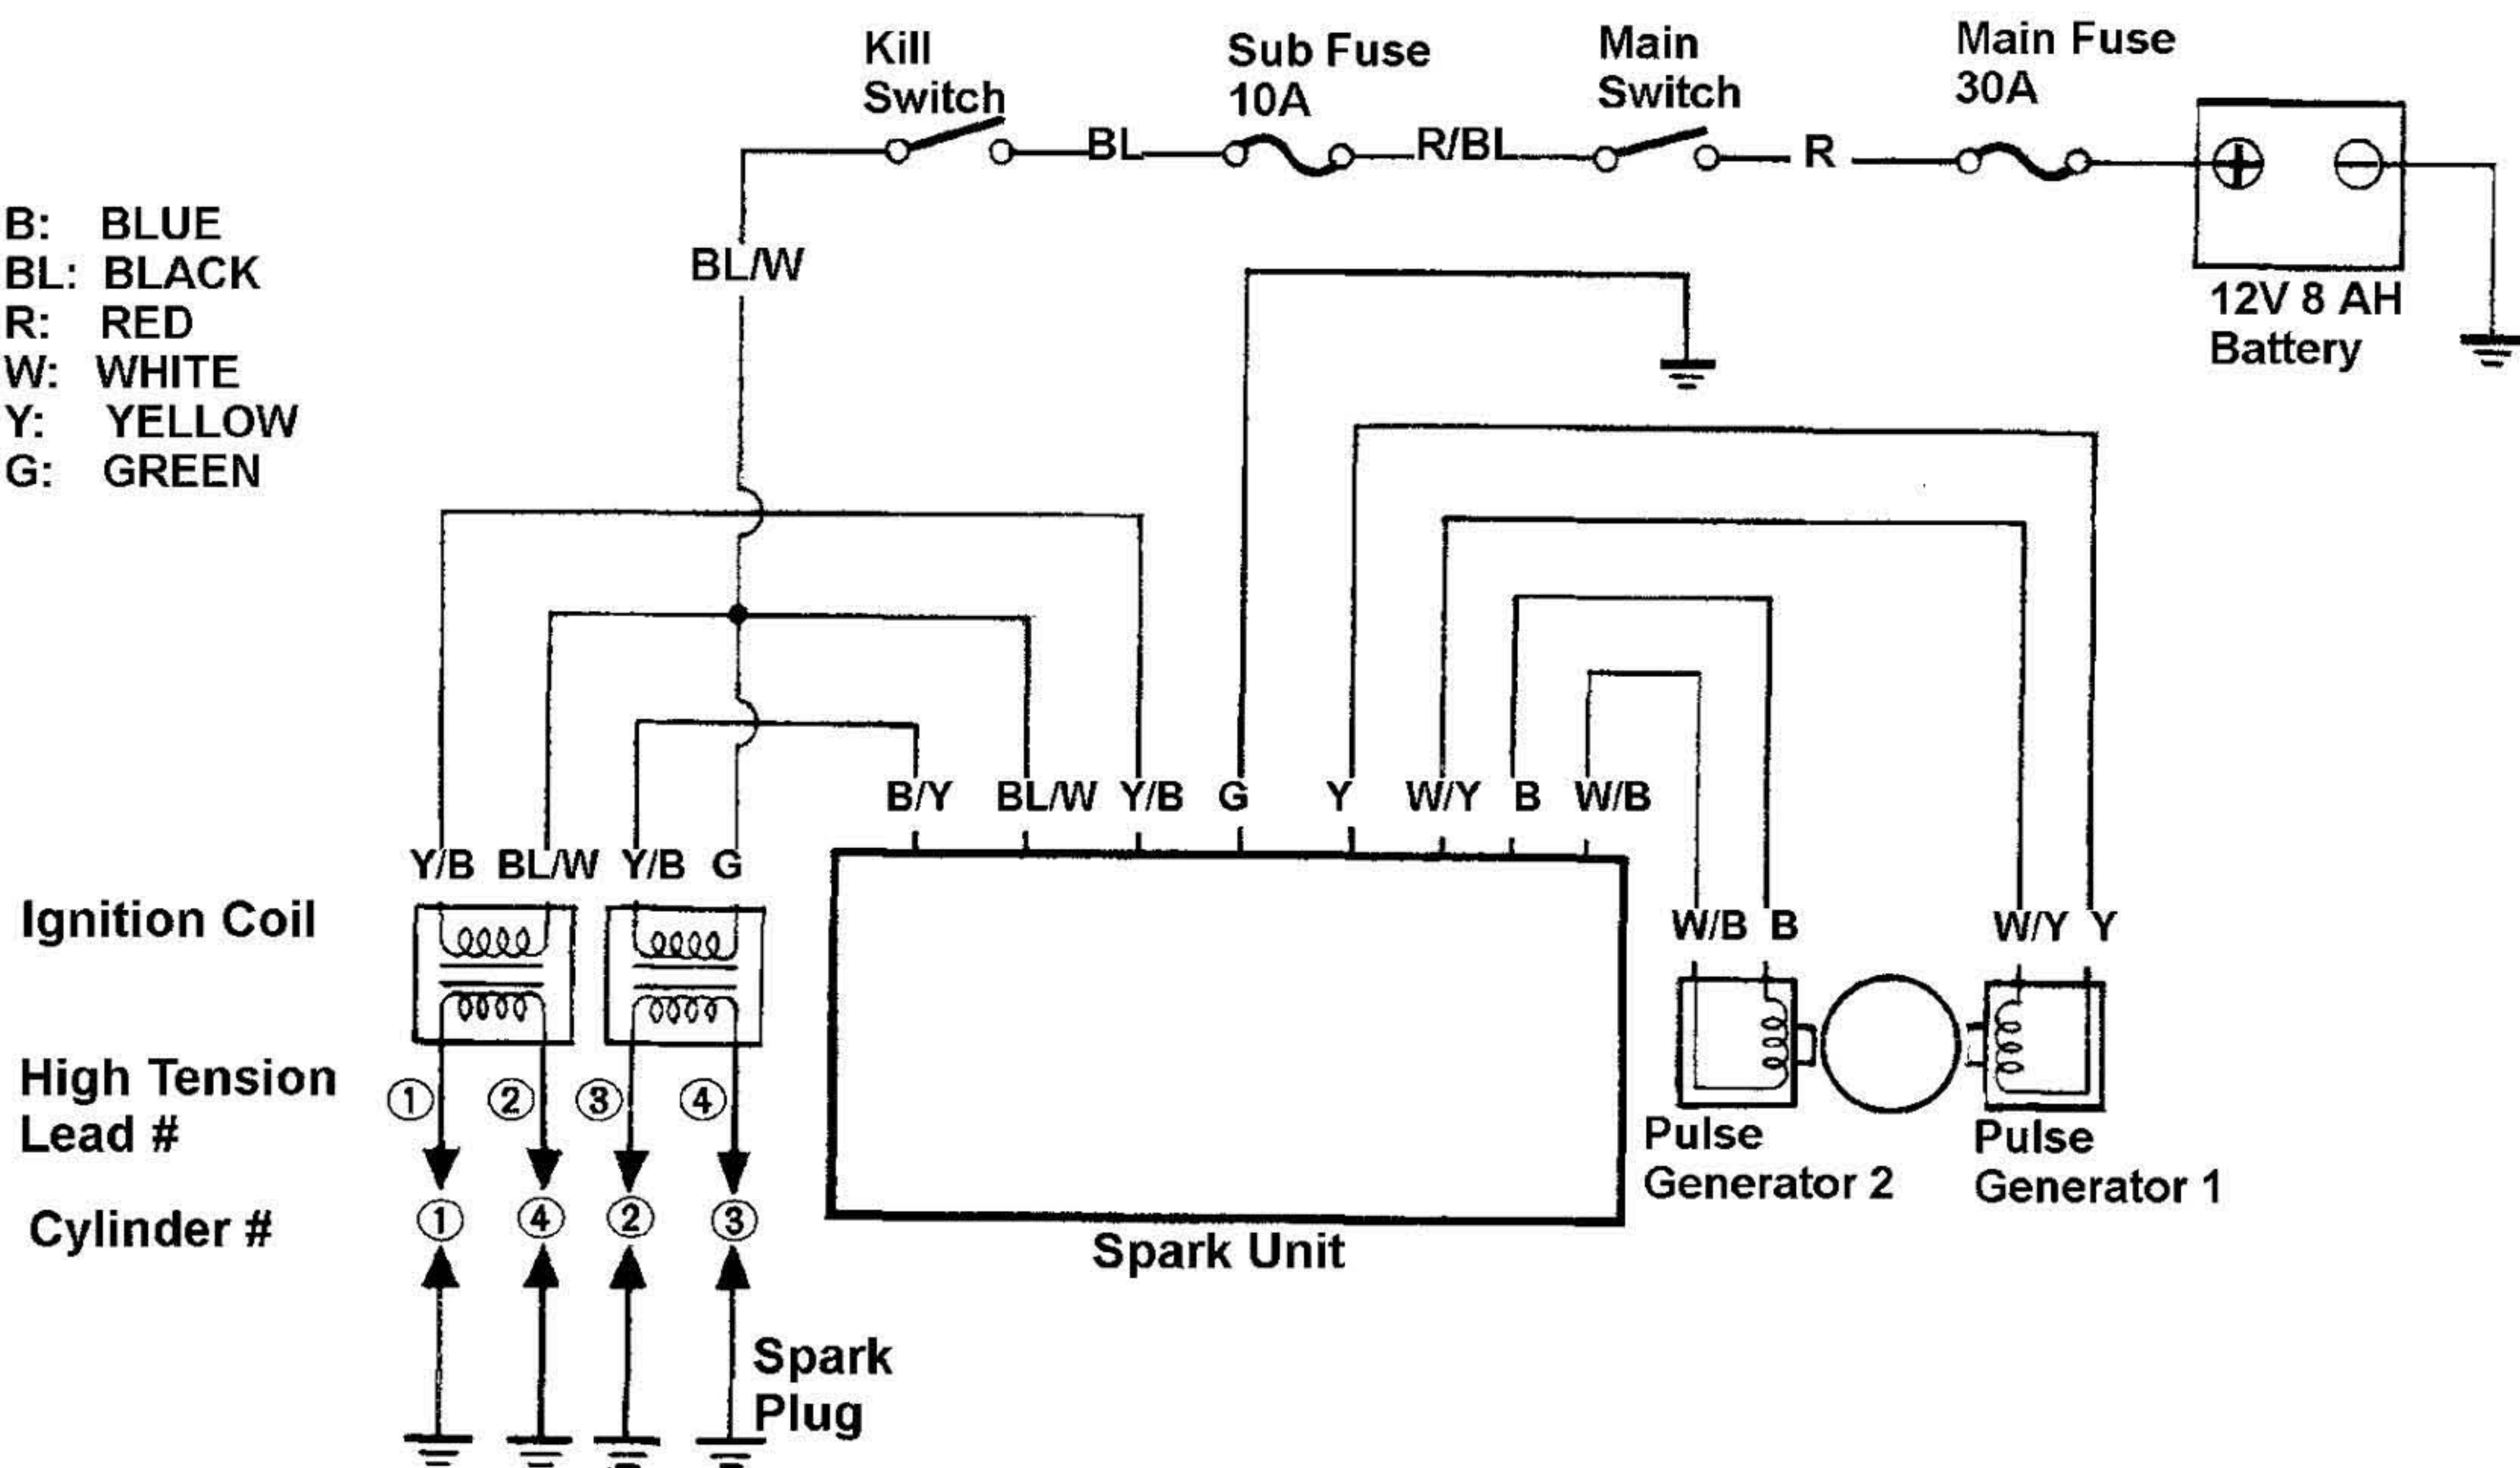 Kill
Switch
Sub Fuse
10A
Main
Switch
Main Fuse
30A
BL
R/BL
R
12V 8 AH
Battery
B: BLUE
BL: BLACK
R: RED
W: WHITE
Y: YELLOW
G: GREEN
BL/W
B/Y BL/W Y/B G Y W/Y B W/B
Y/B BL/W Y/B G
Ignition Coil
W/B B
W/Y Y
High Tension
Lead #
1 2 3 4
Cylinder #
1 4 2 3
Spark Unit
Pulse
Generator 2
Pulse
Generator 1
Spark
Plug